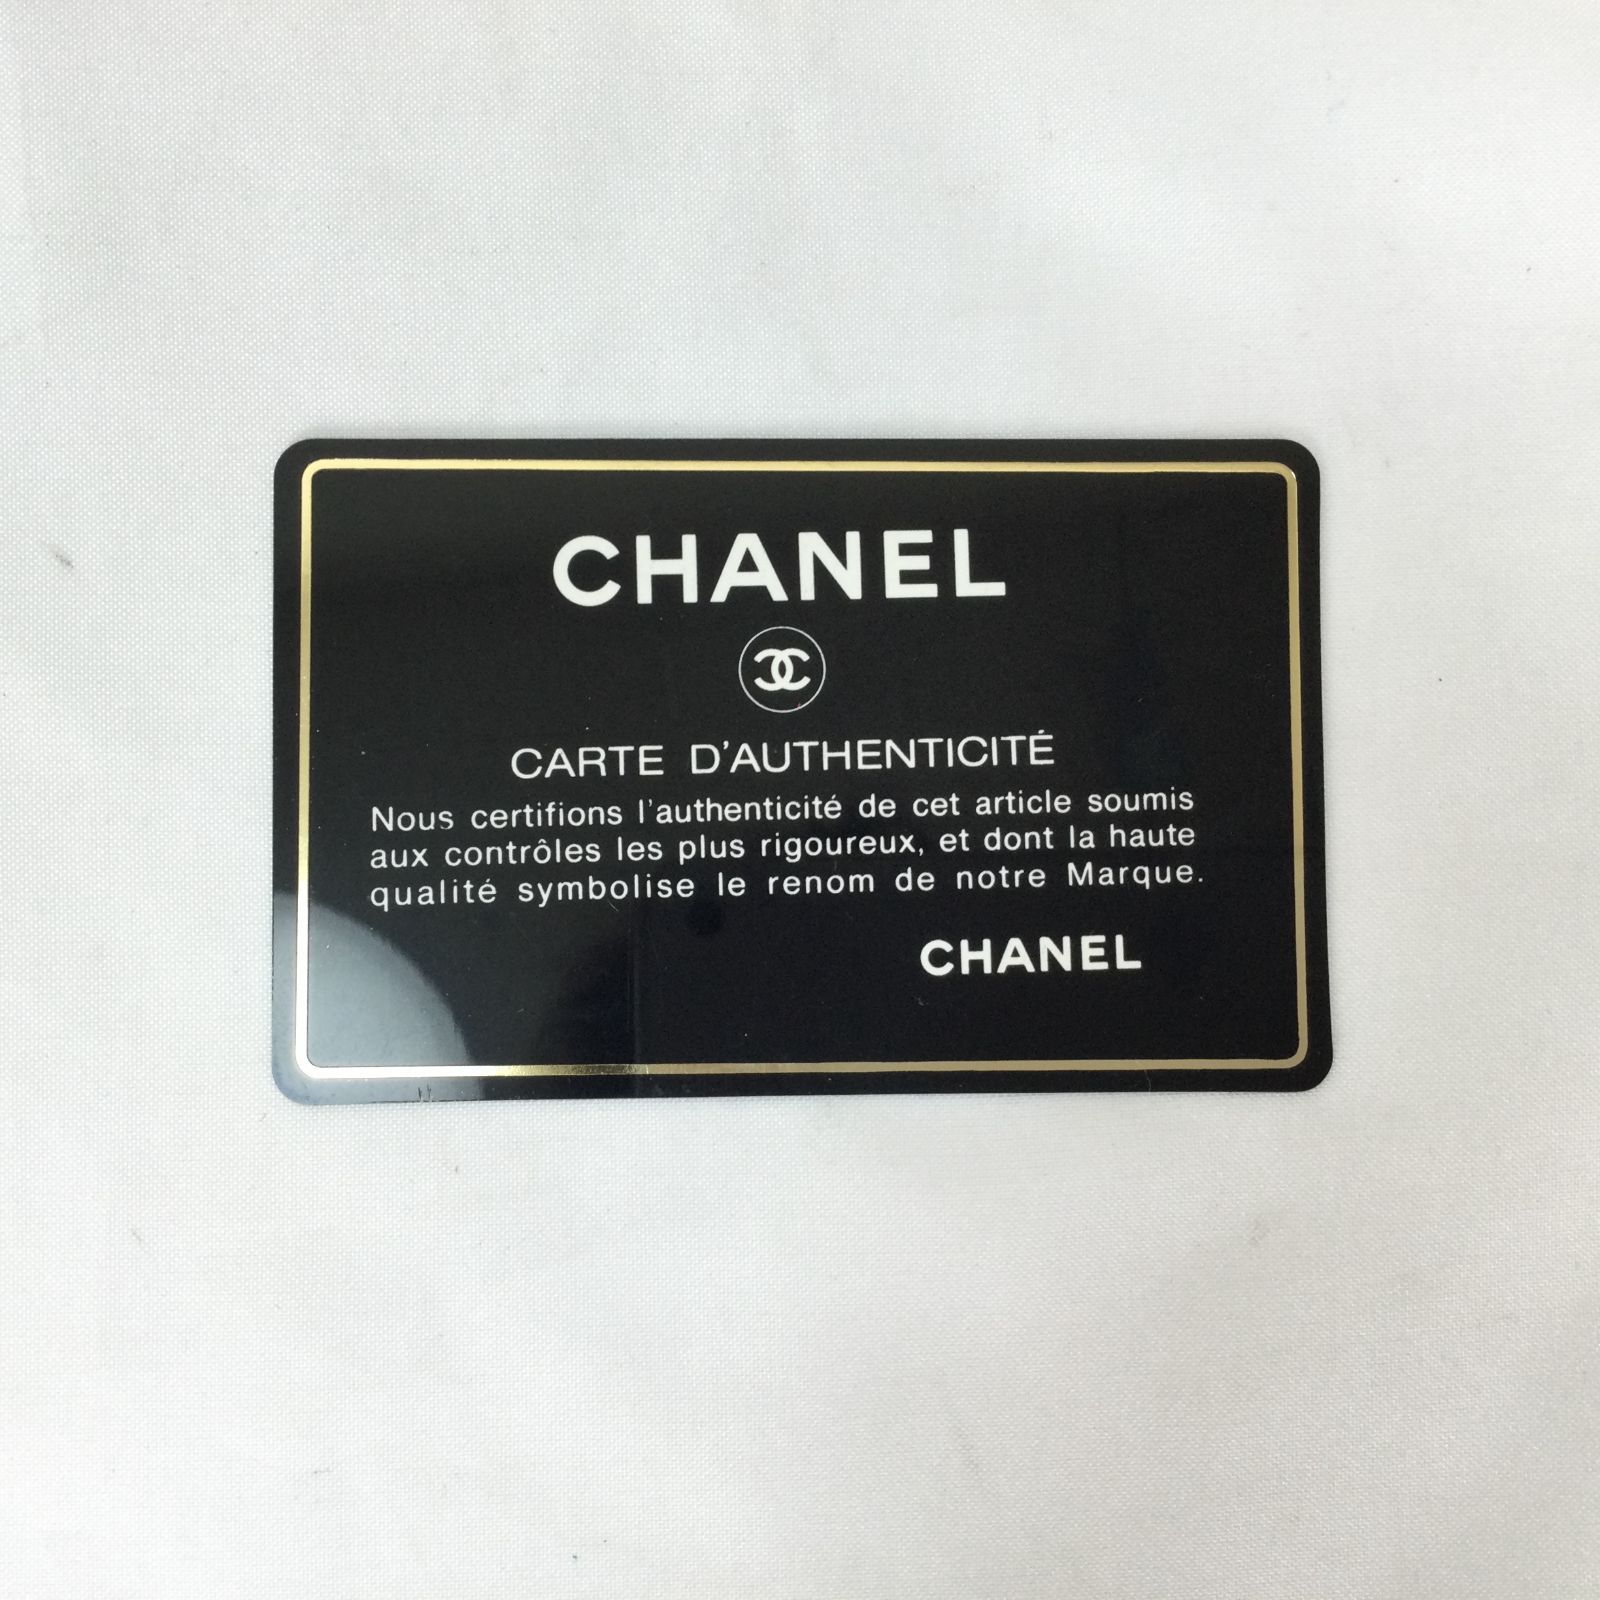 CHANEL
CARTE D'AUTHENTICITÉ
Nous certifions l'authenticité de cet article soumis
aux contrôles les plus rigoureux, et dont la haute
qualité symbolise le renom de notre Marque.
CHANEL